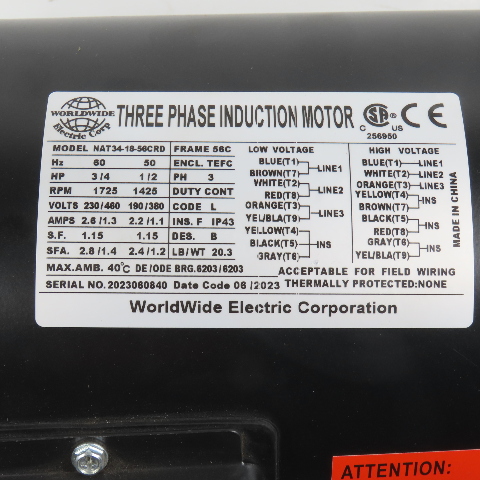 WORLDWIDE
Electric Corp
THREE PHASE INDUCTION MOTOR
C US
256950
MODEL NAT34-18-56CRD FRAME 56C
Hz 60 50 ENCL. TEFC
HP 3/4 1/2 PH 3
RPM 1725 1425 DUTY CONT
VOLTS 230/460 190/380 CODE L
AMPS 2.6/1.3 2.2/1.1 INS. F IP43
S.F. 1.15 1.15 DES. B
SFA. 2.8/1.4 2.4/1.2 LB/WT 20.3
MAX.AMB. 40℃ DE/ODE BRG.6203/6203
SERIAL NO.2023060640 Date Code 06/2023
LOW VOLTAGE
BLUE(T1)
BROWN(T7) LINE1
WHITE(T2)
RED(T8) LINE2
ORANGE(T3)
YEL/BLK(T9) LINE3
YELLOW(T4)
BLACK(T5) INS
GRAY(T6)
HIGH VOLTAGE
BLUE(T1) LINE1
WHITE(T2) LINE2
ORANGE(T3) LINE3
YELLOW(T4)
BROWN(T7) INS
BLACK(T5)
RED(T8) INS
GRAY(T6)
YEL/BLK(T9) INS
ACCEPTABLE FOR FIELD WIRING
THERMALLY PROTECTED:NONE
MADE IN CHINA
WorldWide Electric Corporation
ATTENTION: